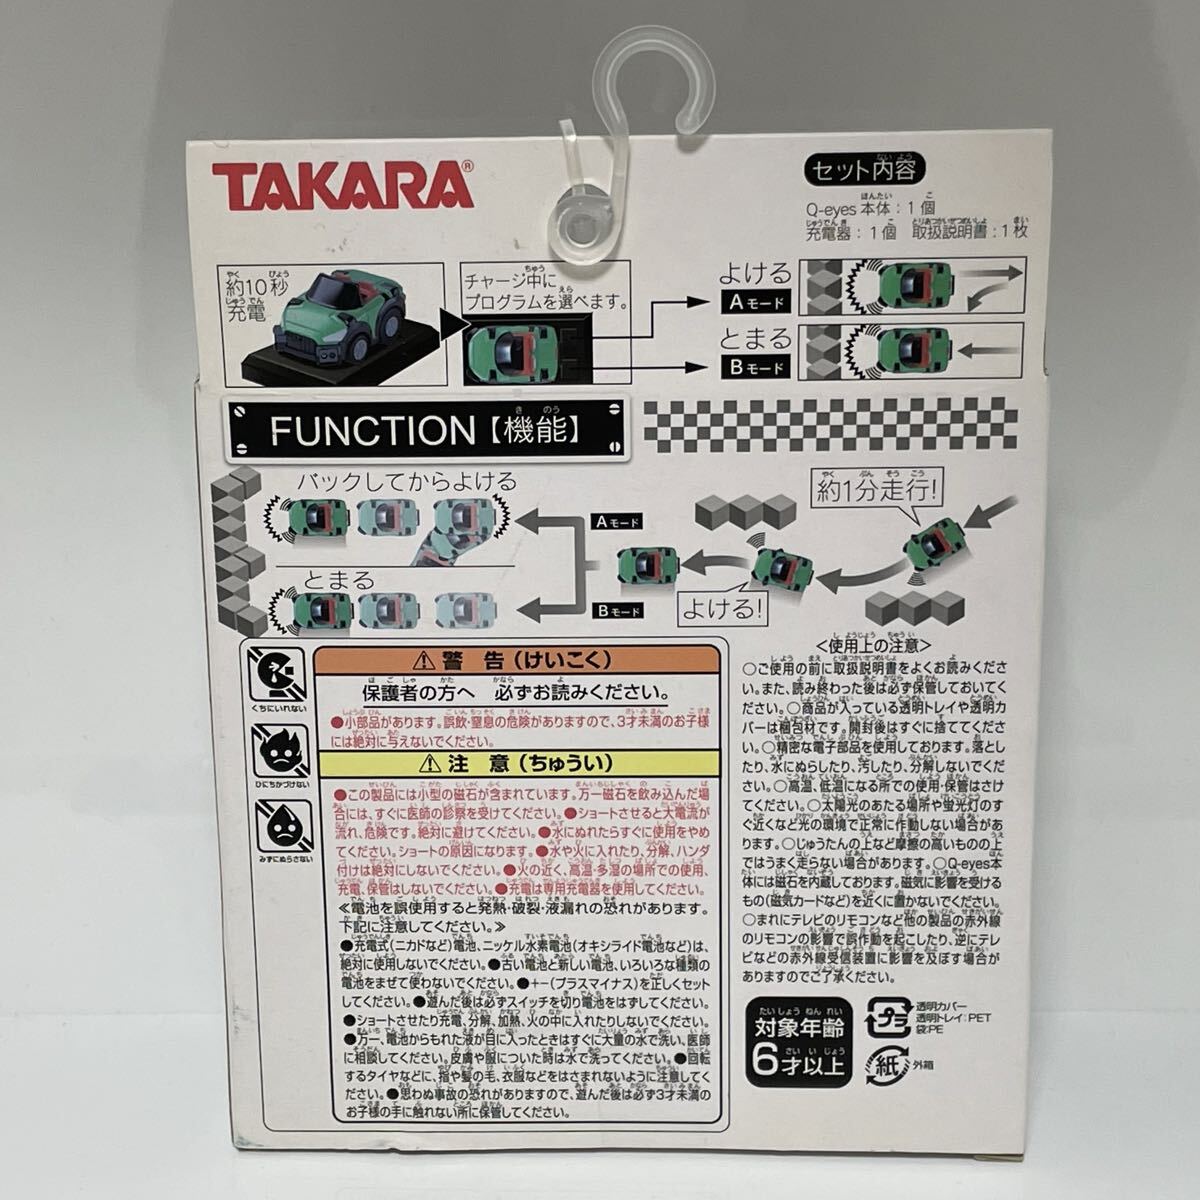 TAKARA®
セット内容
Q-eyes 本体：1個
充電器：1個 取扱説明書：1枚
約10秒
充電
チャージ中に
プログラムを選べます。
よける
Aモード
とまる
Bモード
FUNCTION【機能】
バックしてからよける
Aモード
とまる
Bモード
よける!
約1分走行!
くちにいれない
ひにちかづけない
みずにぬらさない
⚠警告(けいこく)
保護者の方へ 必ずお読みください。
●小部品があります。誤飲・窒息の危険がありますので、3才未満のお子様
には絶対に与えないでください。
⚠注意(ちゅうい)
●この製品には小型の磁石が含まれています。万一磁石を飲み込んだ場
合には、すぐに医師の診察を受けてください。●ショートさせると大電流が
流れ、危険です。絶対に避けてください。●水にぬれたらすぐに使用をやめ
てください。ショートの原因になります。●水や火に入れたり、分解、ハンダ
付けは絶対にしないでください。●火の近く、高温・多湿の場所での使用、
充電、保管はしないでください。●充電は専用充電器を使用してください。
≪電池を誤使用すると発熱・破裂・液漏れの恐れがあります。
下記に注意してください。≫
●充電式(ニカドなど)電池、ニッケル水素電池(オキシライド電池など)は、
絶対に使用しないでください。●古い電池と新しい電池、いろいろな種類の
電池をまぜて使わないでください。●+−(プラスマイナス)を正しくセット
してください。●遊んだ後は必ずスイッチを切り電池をはずしてください。
●ショートさせたり充電、分解、加熱、火の中に入れたりしないでください。
●万一、電池からもれた液が目に入ったときはすぐに大量の水で洗い、医師
に相談してください。皮膚や服についた時は水で洗ってください。●回転
するタイヤなどに、指や髪の毛、衣服などをはさまれないように注意してく
ださい。●思わぬ事故の恐れがありますので、遊んだ後は必ず3才未満の
お子様の手に触れない所に保管してください。
<使用上の注意>
○ご使用の前に取扱説明書をよくお読みくださ
い。また、読み終わった後は必ず保管しておいてく
ださい。○商品が入っている透明トレイや透明カ
バーは梱包材です。開封後はすぐに捨ててくださ
い。○精密な電子部品を使用しております。落とし
たり、水にぬらしたり、汚したり、分解しないでくだ
さい。○高温、低温になる所での使用・保管はさけ
てください。○太陽光のあたる場所や蛍光灯のす
ぐ近くなど光の環境で正常に作動しない場合があ
ります。○じゅうたんの上など摩擦の高いものの上
ではうまく走らない場合があります。○Q-eyes本
体には磁石を内蔵しております。磁気に影響を受ける
もの(磁気カードなど)を近くに置かないでください。
○まれにテレビのリモコンなど他の製品の赤外線
のリモコンの影響で誤作動を起こしたり、逆にテレ
ビなどの赤外線受信装置に影響を及ぼす場合が
ありますのでご了承ください。
対象年齢
6才以上
プラ
透明カバー
透明トレイ:PET
袋:PE
紙
外箱